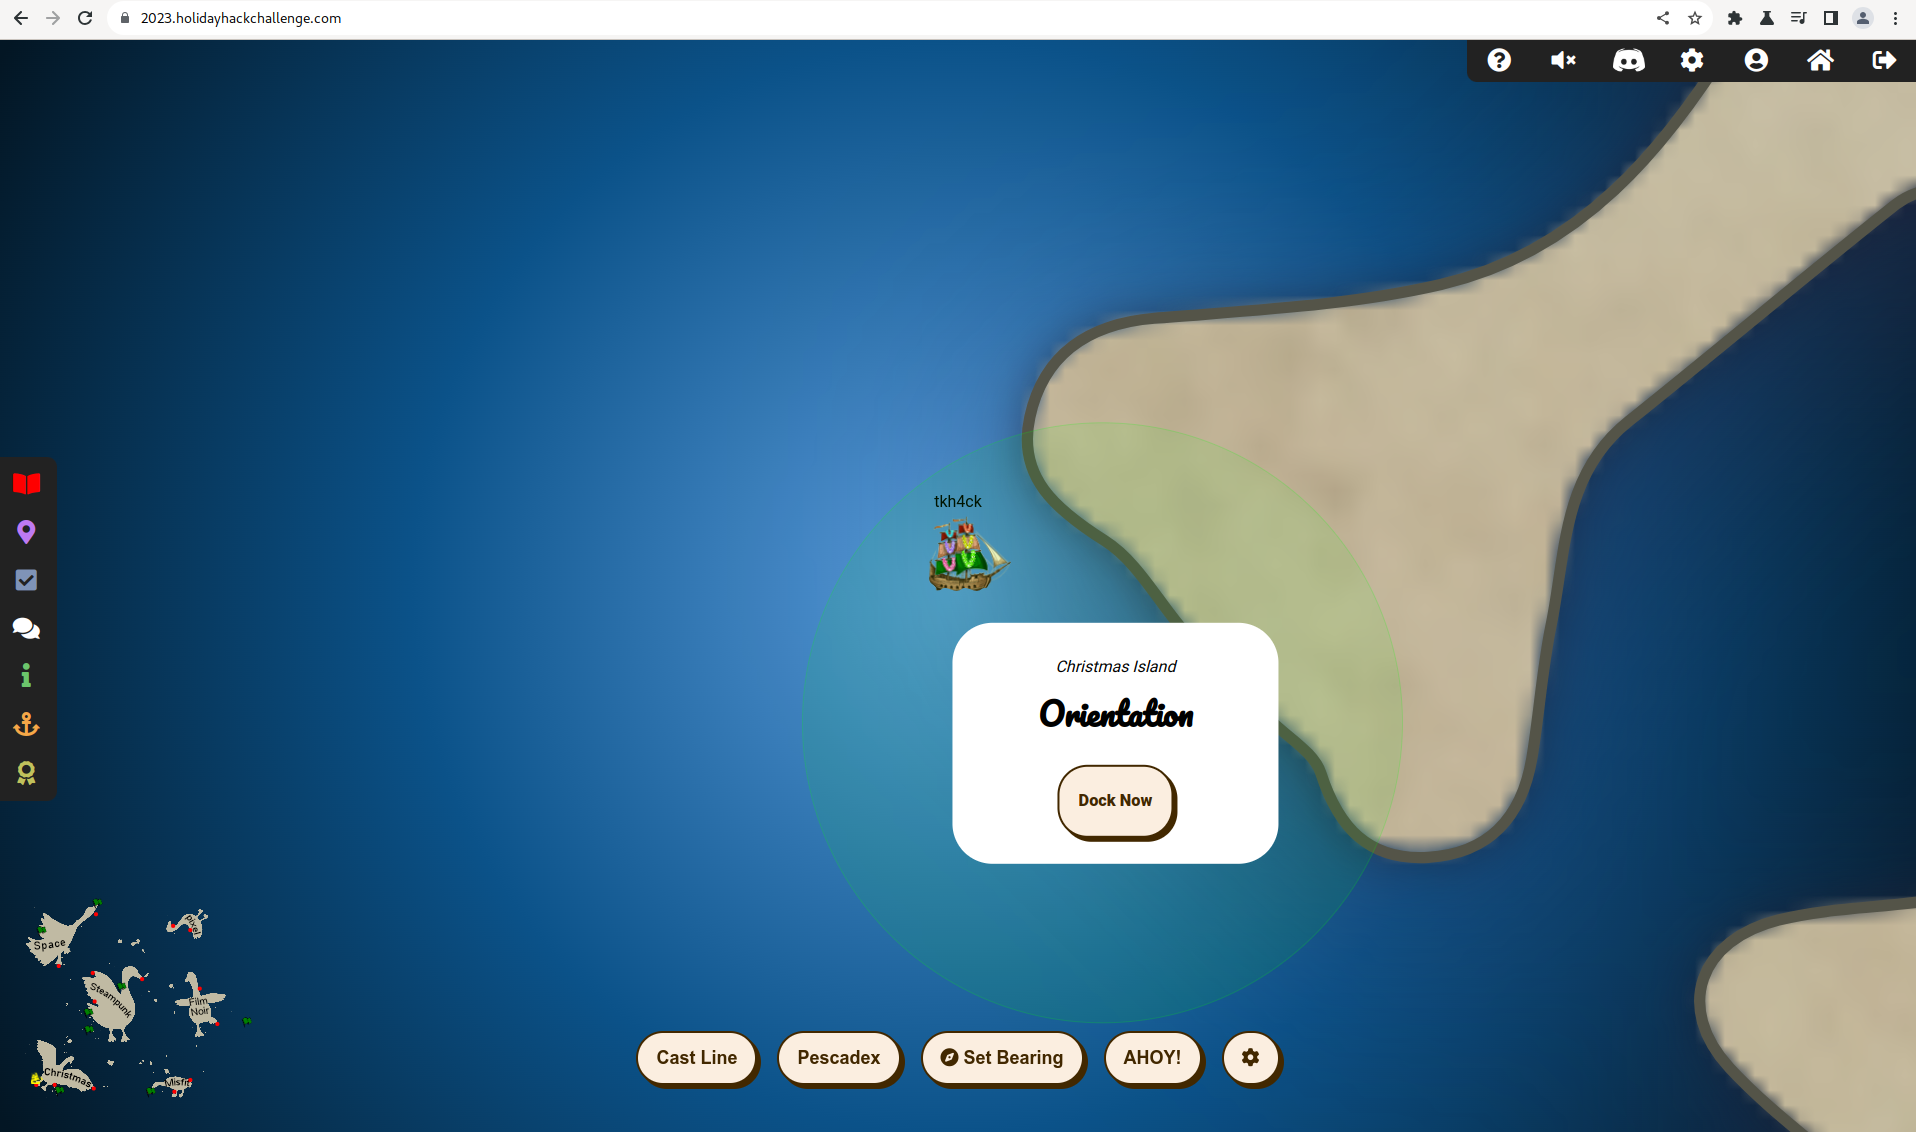 2023.holidayhackchallenge.com
tkh4ck
Christmas Island
Orientation
Dock Now
Space
Pixel
Steampunk
Film
Noir
Christmas
Misfit
Cast Line
Pescadex
Set Bearing
AHOY!